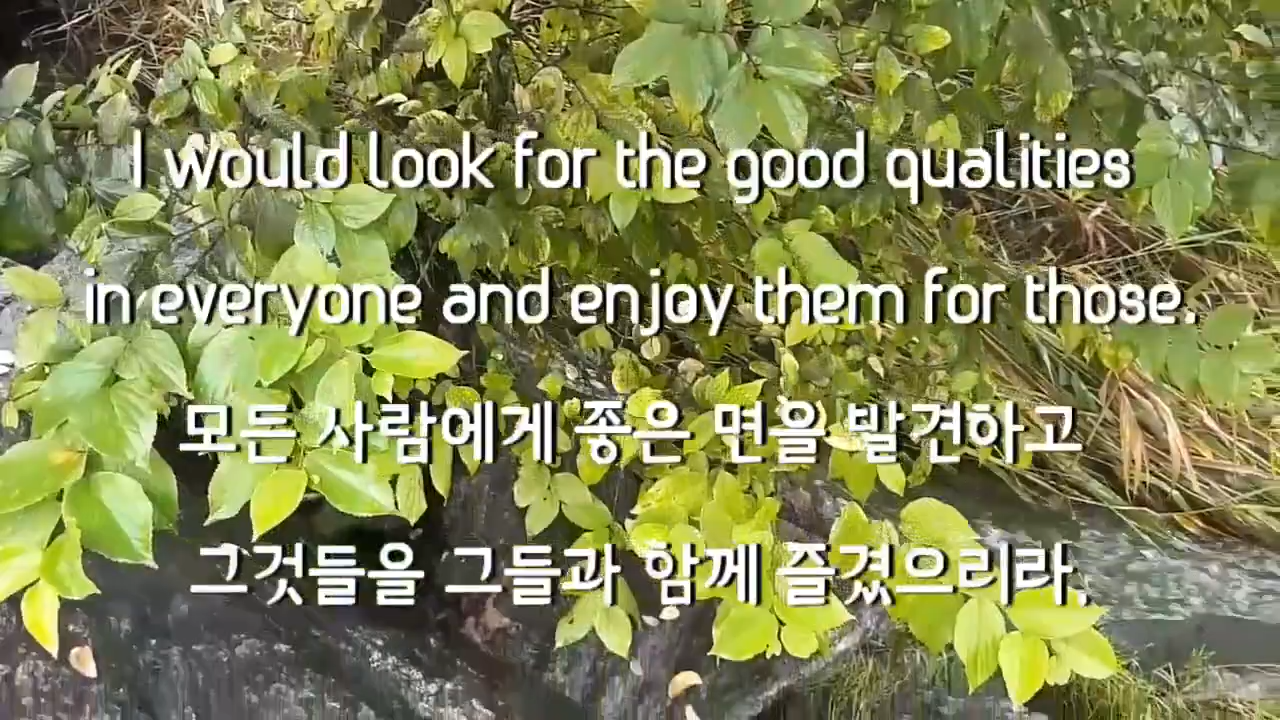 I would look for the good qualities
in everyone and enjoy them for those.
모든 사람에게 좋은 면을 발견하고
그것들을 그들과 함께 즐겼으리라.